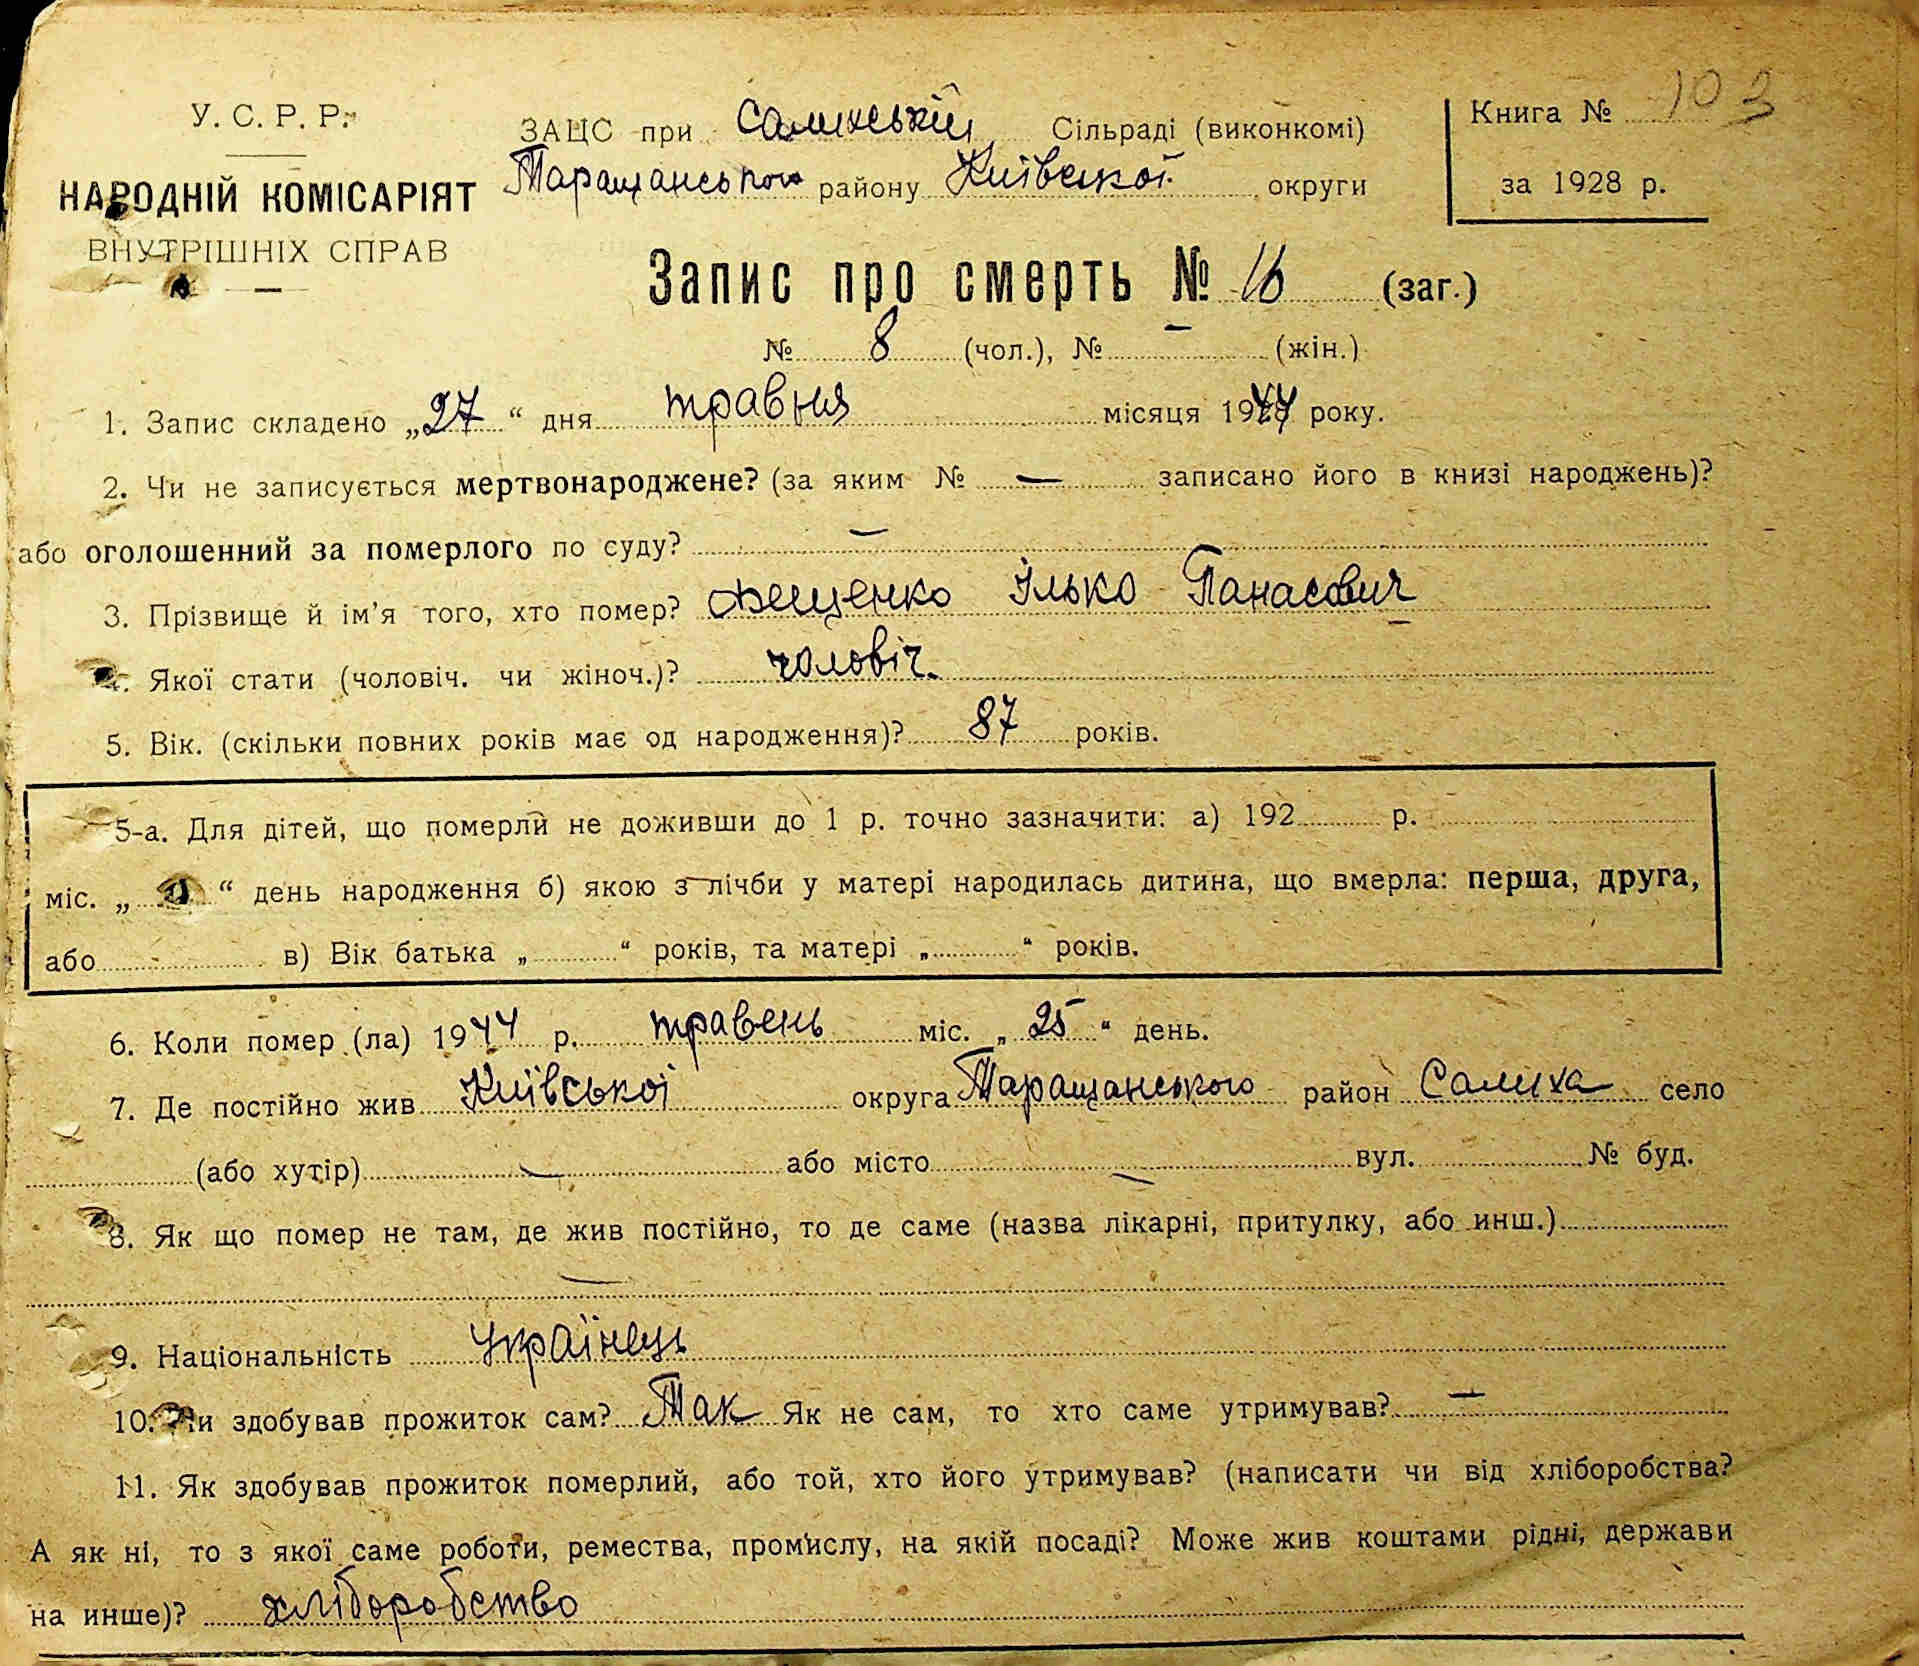 103
У. С. Р. Р.
НАРОДНІЙ КОМІСАРІЯТ
ВНУТРІШНІХ СПРАВ
ЗАЦС при Салиській Сільраді (виконкомі)
Таращанського району Київської округи
Книга №
за 1928 р.
Запис про смерть № 16 (заг.)
№ 8 (чол.), № — (жін.)
1. Запис складено „27“ дня травня місяця 1944 року.
2. Чи не записується мертвонароджене? (за яким № — записано його в книзі народжень)?
або оголошенний за померлого по суду? —
3. Прізвище й ім'я того, хто помер? Фещенко Ілько Панасович
4. Якої стати (чоловіч. чи жіноч.)? чоловіч.
5. Вік. (скільки повних років має од народження)? 87 років.
5-а. Для дітей, що померли не доживши до 1 р. точно зазначити: а) 192 р.
міс. „ “ день народження б) якою з лічби у матері народилась дитина, що вмерла: перша, друга,
або в) Вік батька „ “ років, та матері „ “ років.
6. Коли помер (ла) 1944 р. травень міс. „25“ день.
7. Де постійно жив Київської округа Таращанського район Салиха село
(або хутір) — або місто — вул. № буд.
8. Як що помер не там, де жив постійно, то де саме (назва лікарні, притулку, або инш.)
—
9. Національність Українець
10. Чи здобував прожиток сам? Так Як не сам, то хто саме утримував? —
11. Як здобував прожиток померлий, або той, хто його утримував? (написати чи від хліборобства?
А як ні, то з якої саме роботи, ремества, промислу, на якій посаді? Може жив коштами рідні, держави
на инше)? хліборобство